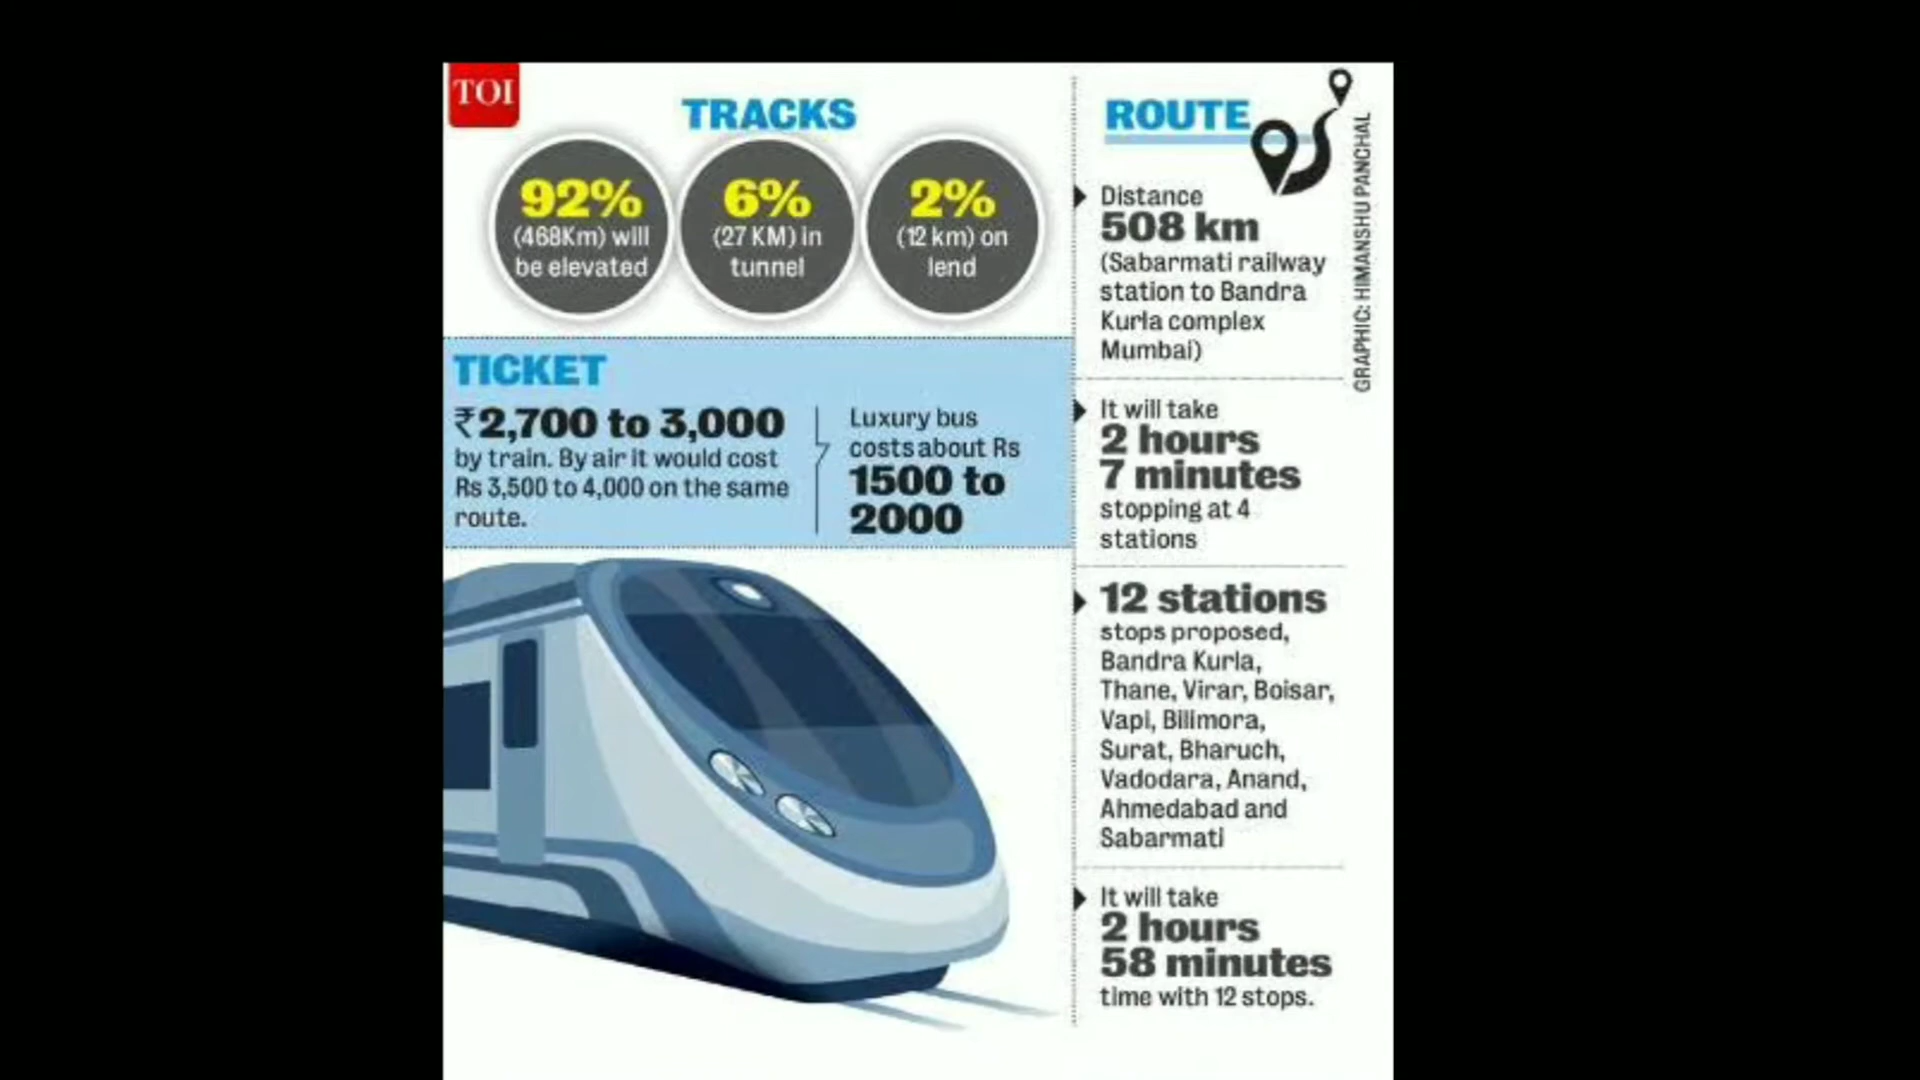 TOI
TRACKS
92%
(468Km) will
be elevated
6%
(27 KM) in
tunnel
2%
(12 km) on
lend
TICKET
₹2,700 to 3,000
by train. By air it would cost
Rs 3,500 to 4,000 on the same
route.
Luxury bus
costs about Rs
1500 to
2000
ROUTE
Distance
508 km
(Sabarmati railway
station to Bandra
Kurla complex
Mumbai)
It will take
2 hours
7 minutes
stopping at 4
stations
12 stations
stops proposed,
Bandra Kurla,
Thane, Virar, Boisar,
Vapi, Bilimora,
Surat, Bharuch,
Vadodara, Anand,
Ahmedabad and
Sabarmati
It will take
2 hours
58 minutes
time with 12 stops.
GRAPHIC: HIMANSHU PANCHAL